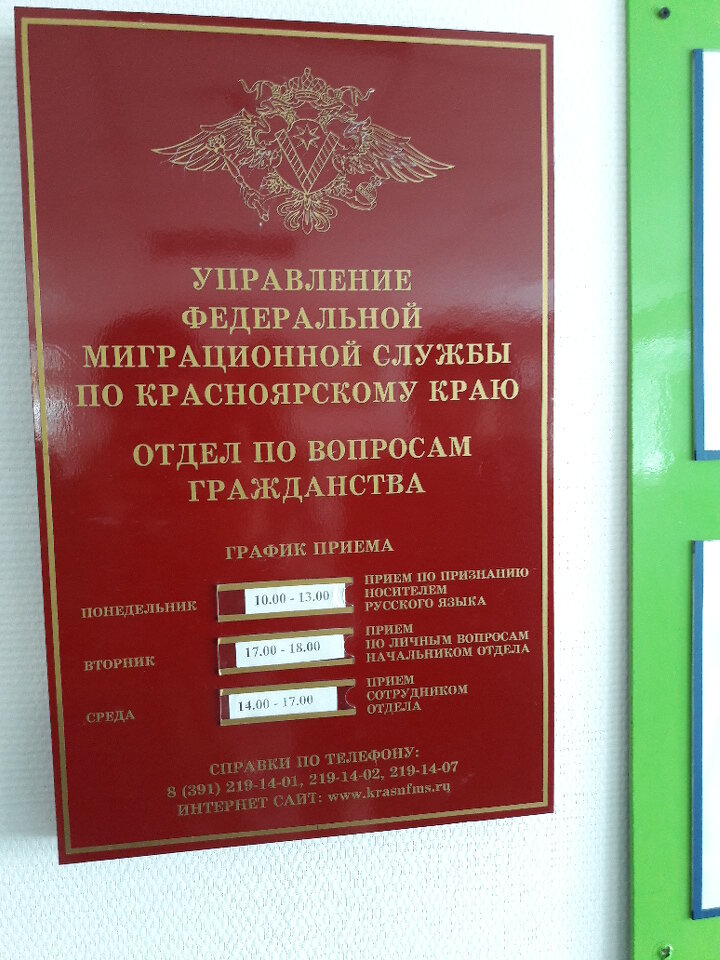 УПРАВЛЕНИЕ
ФЕДЕРАЛЬНОЙ
МИГРАЦИОННОЙ СЛУЖБЫ
ПО КРАСНОЯРСКОМУ КРАЮ
ОТДЕЛ ПО ВОПРОСАМ
ГРАЖДАНСТВА
ГРАФИК ПРИЕМА
ПОНЕДЕЛЬНИК
10.00 - 13.00
ПРИЕМ ПО ПРИЗНАНИЮ
НОСИТЕЛЕМ
РУССКОГО ЯЗЫКА
ВТОРНИК
17.00 - 18.00
ПРИЕМ
ПО ЛИЧНЫМ ВОПРОСАМ
НАЧАЛЬНИКОМ ОТДЕЛА
СРЕДА
14.00 - 17.00
ПРИЕМ
СОТРУДНИКОМ
ОТДЕЛА
СПРАВКИ ПО ТЕЛЕФОНУ:
8 (391) 219-14-01, 219-14-02, 219-14-07
ИНТЕРНЕТ САЙТ: www.krasnfms.ru